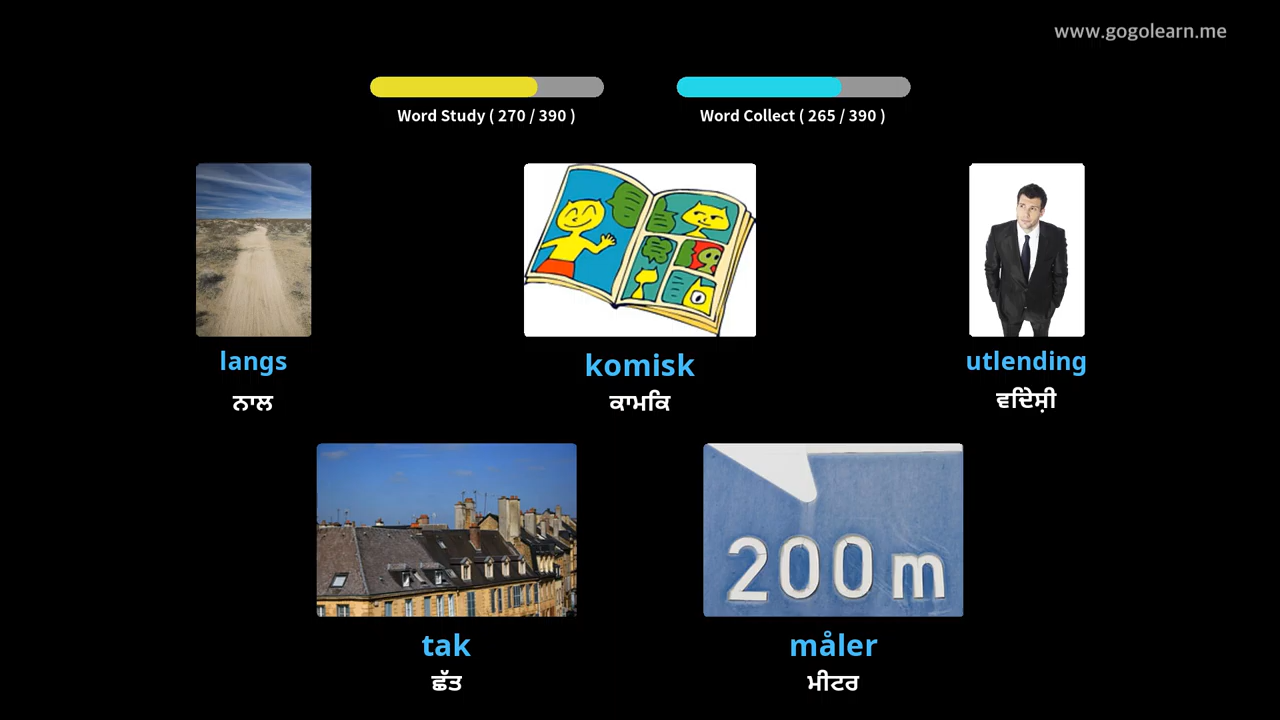 www.gogolearn.me
Word Study ( 270 / 390 )
Word Collect ( 265 / 390 )
langs
ਨਾਲ
komisk
ਕਾਮਕਿ
utlending
ਵਦਿੇਸ਼ੀ
200 m
tak
ਛੱਤ
måler
ਮੀਟਰ